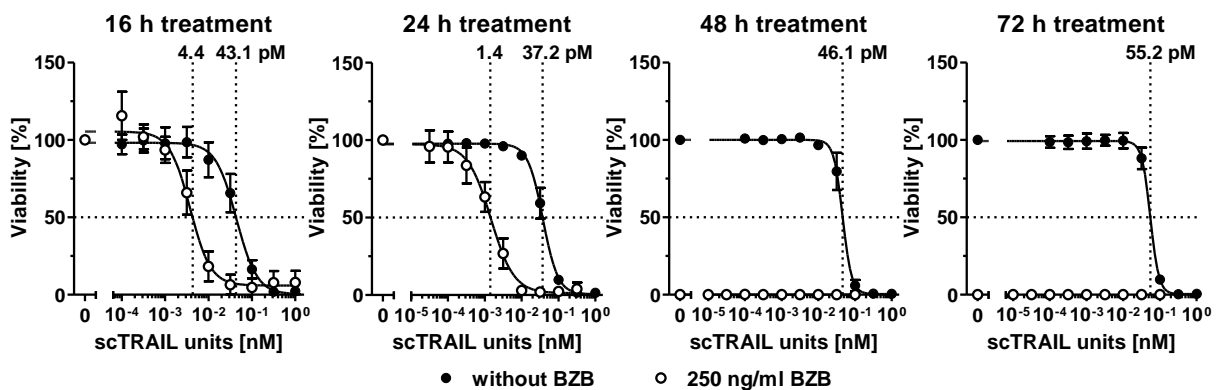 16 h treatment 24 h treatment 48 h treatment 72 h treatment
4.4 43.1 pM 1.4 37.2 pM 46.1 pM 55.2 pM
150 150 150 150
100 100 100 100
50 50 50 50
0 0 0 0
Viability [%] Viability [%] Viability [%] Viability [%]
0 10⁻⁴ 10⁻³ 10⁻² 10⁻¹ 10⁰ 0 10⁻⁵ 10⁻⁴ 10⁻³ 10⁻² 10⁻¹ 10⁰ 0 10⁻⁵ 10⁻⁴ 10⁻³ 10⁻² 10⁻¹ 10⁰ 0 10⁻⁵ 10⁻⁴ 10⁻³ 10⁻² 10⁻¹ 10⁰
scTRAIL units [nM] scTRAIL units [nM] scTRAIL units [nM] scTRAIL units [nM]
without BZB 250 ng/ml BZB